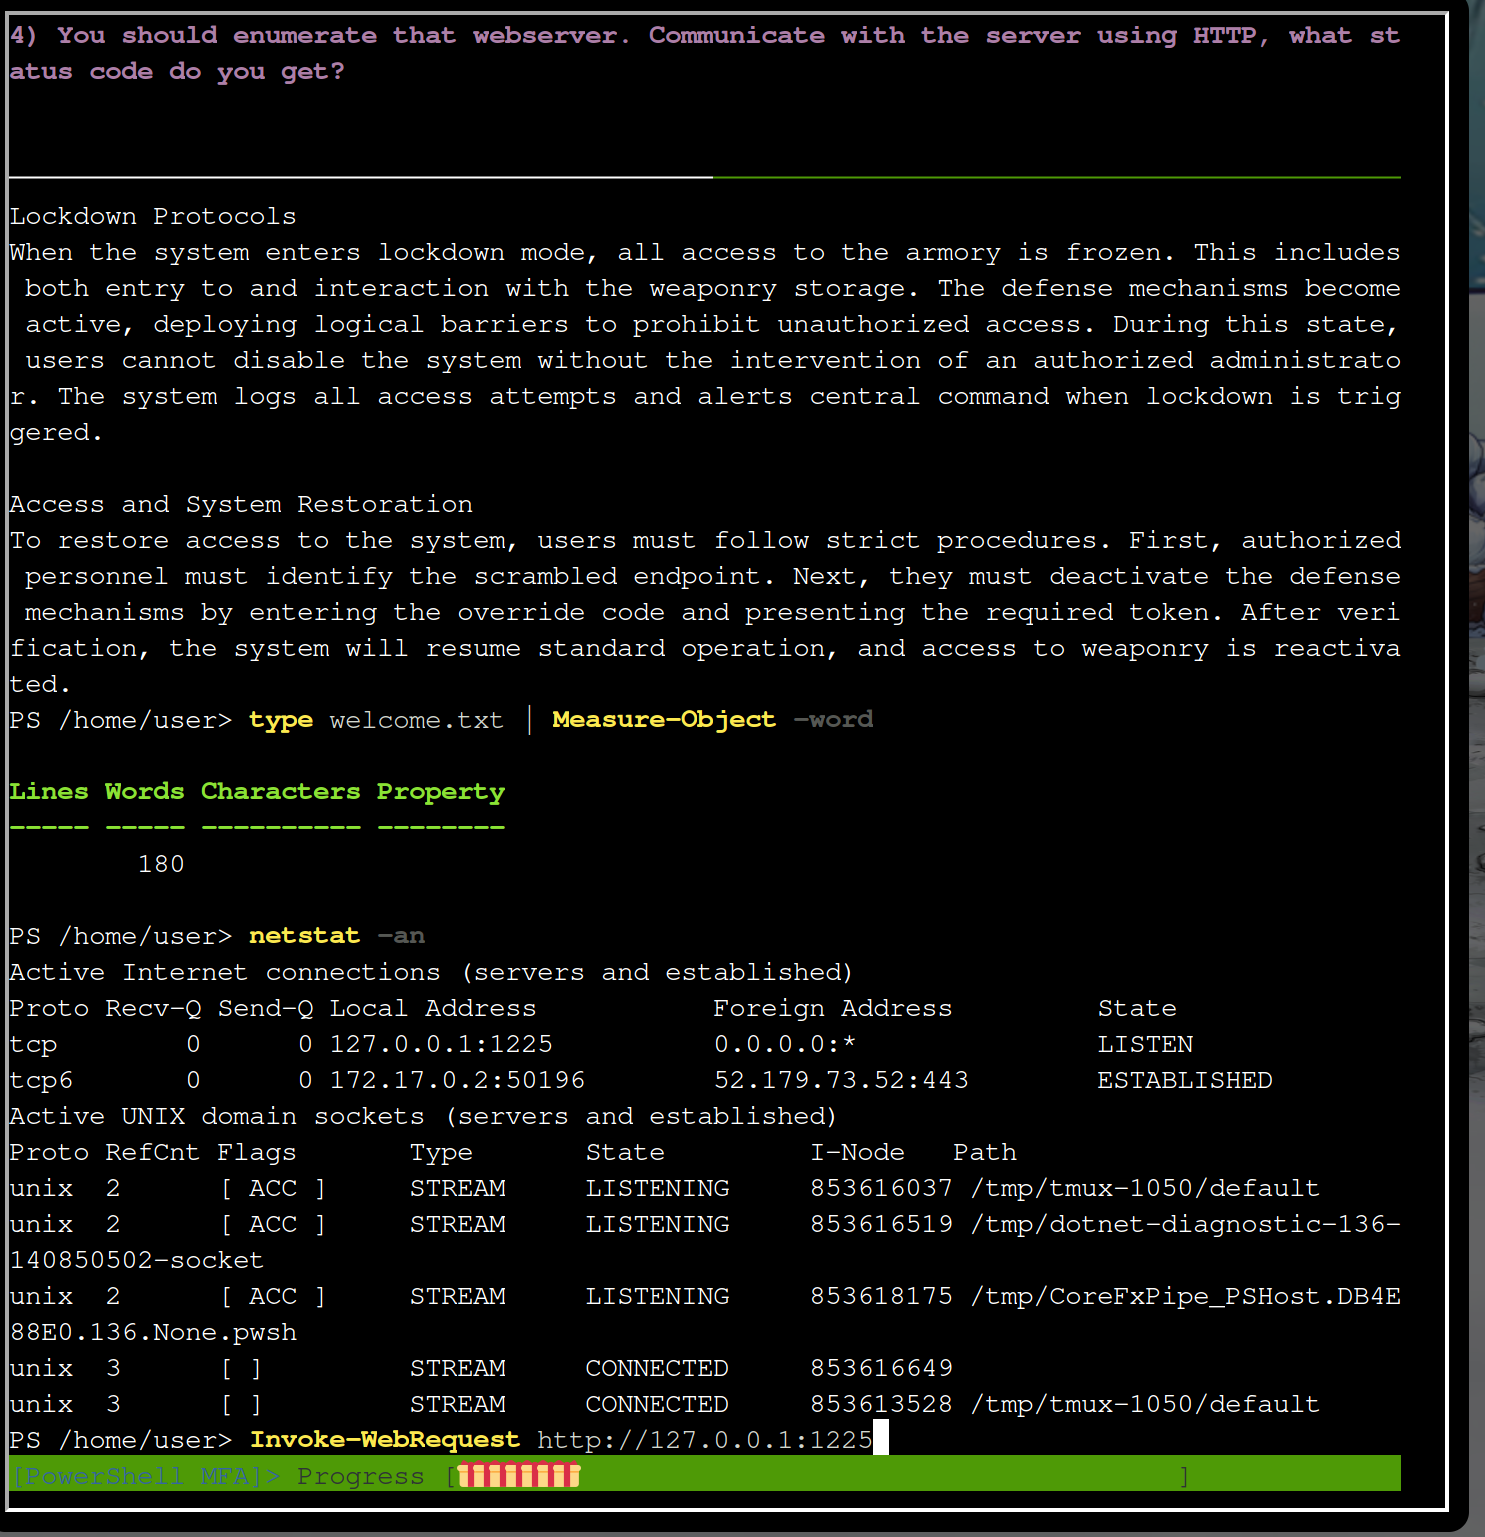 4) You should enumerate that webserver. Communicate with the server using HTTP, what st
atus code do you get?
Lockdown Protocols
When the system enters lockdown mode, all access to the armory is frozen. This includes
 both entry to and interaction with the weaponry storage. The defense mechanisms become
 active, deploying logical barriers to prohibit unauthorized access. During this state,
 users cannot disable the system without the intervention of an authorized administrato
r. The system logs all access attempts and alerts central command when lockdown is trig
gered.
Access and System Restoration
To restore access to the system, users must follow strict procedures. First, authorized
 personnel must identify the scrambled endpoint. Next, they must deactivate the defense
 mechanisms by entering the override code and presenting the required token. After veri
fication, the system will resume standard operation, and access to weaponry is reactiva
ted.
PS /home/user> type welcome.txt | Measure-Object -word
Lines Words Characters Property
----- ----- ---------- --------
        180
PS /home/user> netstat -an
Active Internet connections (servers and established)
Proto Recv-Q Send-Q Local Address           Foreign Address         State
tcp        0      0 127.0.0.1:1225          0.0.0.0:*               LISTEN
tcp6       0      0 172.17.0.2:50196        52.179.73.52:443        ESTABLISHED
Active UNIX domain sockets (servers and established)
Proto RefCnt Flags       Type       State         I-Node   Path
unix  2      [ ACC ]     STREAM     LISTENING     853616037 /tmp/tmux-1050/default
unix  2      [ ACC ]     STREAM     LISTENING     853616519 /tmp/dotnet-diagnostic-136-
140850502-socket
unix  2      [ ACC ]     STREAM     LISTENING     853618175 /tmp/CoreFxPipe_PSHost.DB4E
88E0.136.None.pwsh
unix  3      [ ]         STREAM     CONNECTED     853616649
unix  3      [ ]         STREAM     CONNECTED     853613528 /tmp/tmux-1050/default
PS /home/user> Invoke-WebRequest http://127.0.0.1:1225
[PowerShell MFA]> Progress [ ]